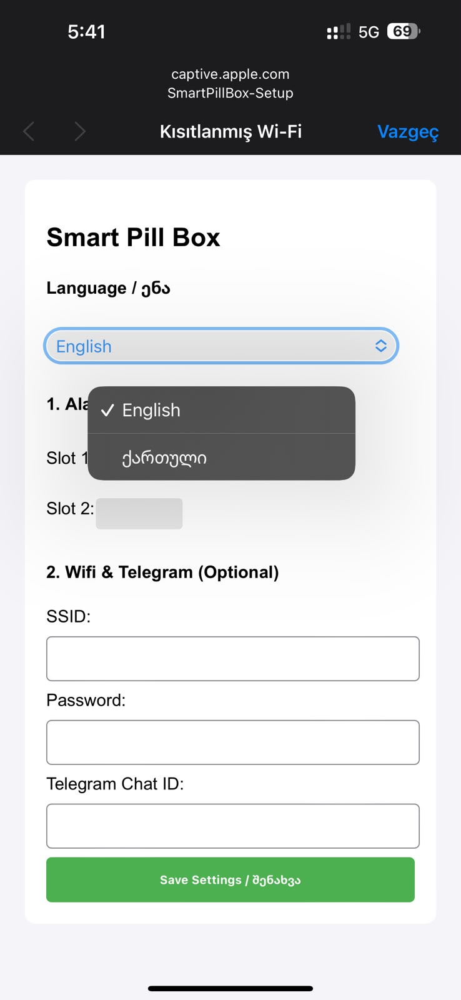 5:41
5G 69
captive.apple.com
SmartPillBox-Setup
Kısıtlanmış Wi-Fi
Vazgeç
Smart Pill Box
Language / ენა
English
1. Ala
✓ English
Slot 1
ქართული
Slot 2:
2. Wifi & Telegram (Optional)
SSID:
Password:
Telegram Chat ID:
Save Settings / შენახვა